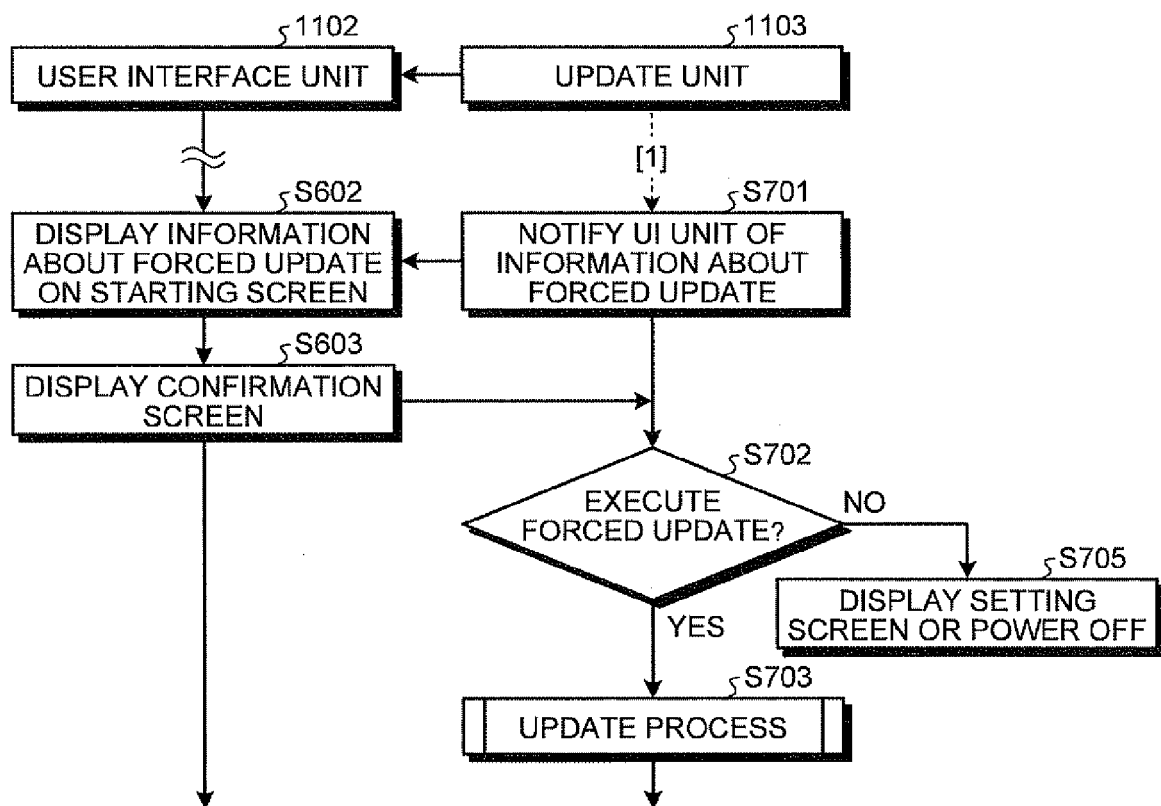 1102
1103
USER INTERFACE UNIT
UPDATE UNIT
[1]
S602
S701
DISPLAY INFORMATION
ABOUT FORCED UPDATE
ON STARTING SCREEN
NOTIFY UI UNIT OF
INFORMATION ABOUT
FORCED UPDATE
S603
DISPLAY CONFIRMATION
SCREEN
S702
EXECUTE
FORCED UPDATE?
NO
S705
DISPLAY SETTING
SCREEN OR POWER OFF
YES
S703
UPDATE PROCESS